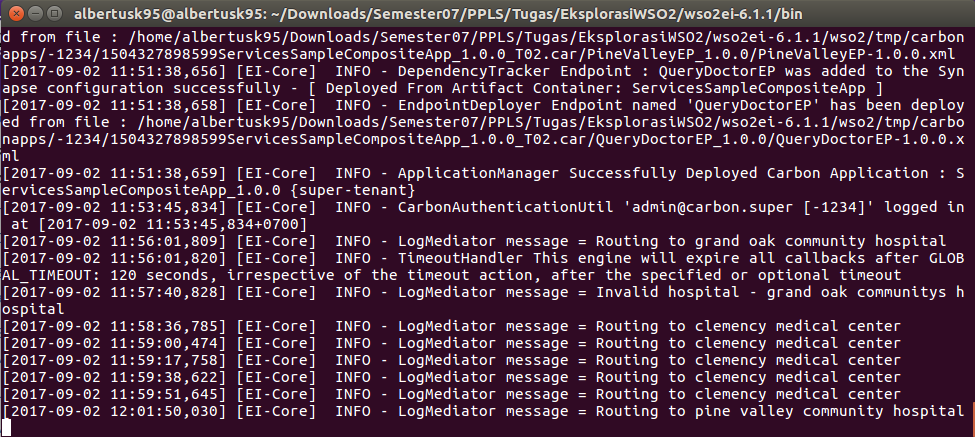 albertusk95@albertusk95: ~/Downloads/Semester07/PPLS/Tugas/EksplorasiWSO2/wso2ei-6.1.1/bin
d from file : /home/albertusk95/Downloads/Semester07/PPLS/Tugas/EksplorasiWSO2/wso2ei-6.1.1/wso2/tmp/carbon
apps/-1234/1504327898599ServicesSampleCompositeApp_1.0.0_T02.car/PineValleyEP_1.0.0/PineValleyEP-1.0.0.xml
[2017-09-02 11:51:38,656] [EI-Core]  INFO - DependencyTracker Endpoint : QueryDoctorEP was added to the Syn
apse configuration successfully - [ Deployed From Artifact Container: ServicesSampleCompositeApp ]
[2017-09-02 11:51:38,658] [EI-Core]  INFO - EndpointDeployer Endpoint named 'QueryDoctorEP' has been deploy
ed from file : /home/albertusk95/Downloads/Semester07/PPLS/Tugas/EksplorasiWSO2/wso2ei-6.1.1/wso2/tmp/carbo
napps/-1234/1504327898599ServicesSampleCompositeApp_1.0.0_T02.car/QueryDoctorEP_1.0.0/QueryDoctorEP-1.0.0.x
ml
[2017-09-02 11:51:38,659] [EI-Core]  INFO - ApplicationManager Successfully Deployed Carbon Application : S
ervicesSampleCompositeApp_1.0.0 {super-tenant}
[2017-09-02 11:53:45,834] [EI-Core]  INFO - CarbonAuthenticationUtil 'admin@carbon.super [-1234]' logged in
 at [2017-09-02 11:53:45,834+0700]
[2017-09-02 11:56:01,809] [EI-Core]  INFO - LogMediator message = Routing to grand oak community hospital
[2017-09-02 11:56:01,820] [EI-Core]  INFO - TimeoutHandler This engine will expire all callbacks after GLOB
AL_TIMEOUT: 120 seconds, irrespective of the timeout action, after the specified or optional timeout
[2017-09-02 11:57:40,828] [EI-Core]  INFO - LogMediator message = Invalid hospital - grand oak communitys h
ospital
[2017-09-02 11:58:36,785] [EI-Core]  INFO - LogMediator message = Routing to clemency medical center
[2017-09-02 11:59:00,474] [EI-Core]  INFO - LogMediator message = Routing to clemency medical center
[2017-09-02 11:59:17,758] [EI-Core]  INFO - LogMediator message = Routing to clemency medical center
[2017-09-02 11:59:38,622] [EI-Core]  INFO - LogMediator message = Routing to clemency medical center
[2017-09-02 11:59:51,645] [EI-Core]  INFO - LogMediator message = Routing to clemency medical center
[2017-09-02 12:01:50,030] [EI-Core]  INFO - LogMediator message = Routing to pine valley community hospital